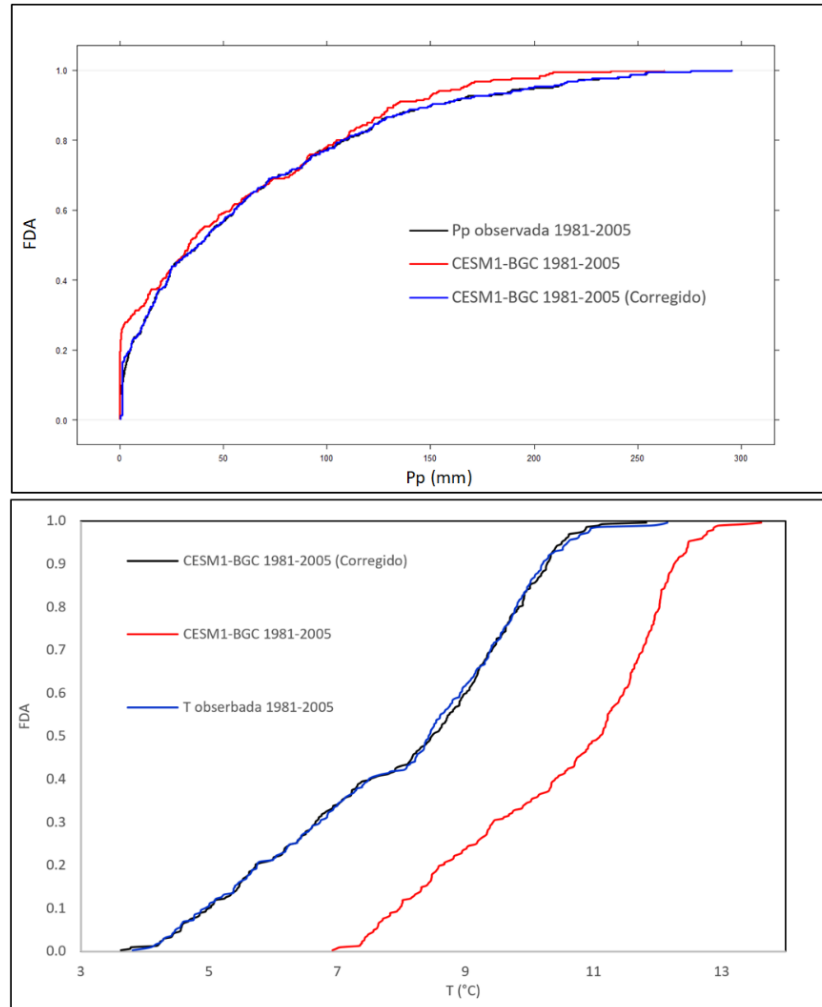 1.0
0.8
0.6
0.4
0.2
0.0
FDA
Pp observada 1981-2005
CESM1-BGC 1981-2005
CESM1-BGC 1981-2005 (Corregido)
0 50 100 150 200 250 300
Pp (mm)
1.0
0.9
0.8
0.7
0.6
0.5
0.4
0.3
0.2
0.1
0.0
FDA
CESM1-BGC 1981-2005 (Corregido)
CESM1-BGC 1981-2005
T obserbada 1981-2005
3 5 7 9 11 13
T (°C)